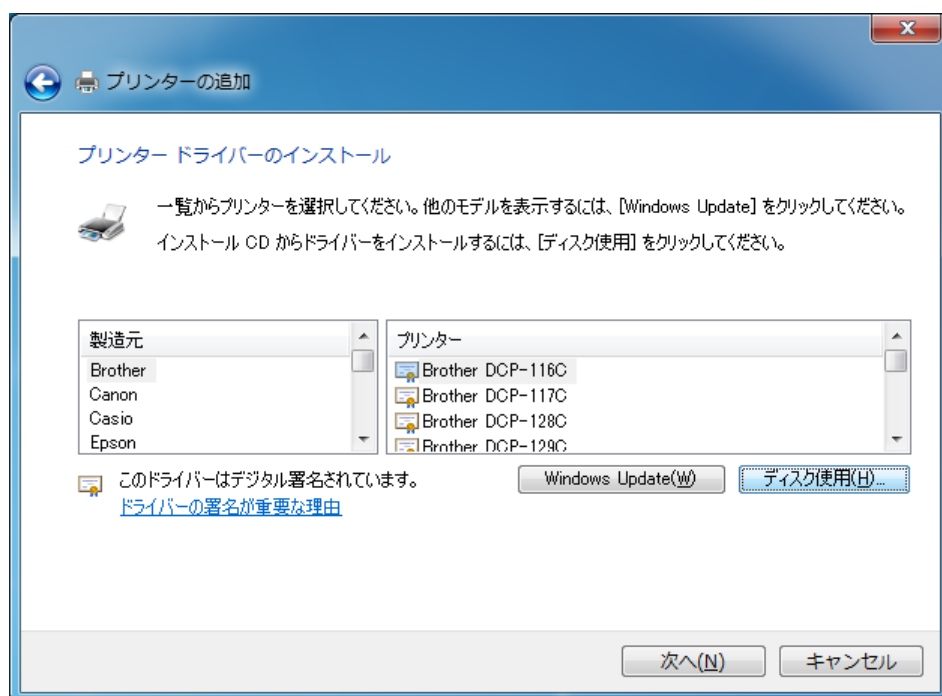 プリンターの追加
プリンター ドライバーのインストール
一覧からプリンターを選択してください。他のモデルを表示するには、[Windows Update] をクリックしてください。
インストール CD からドライバーをインストールするには、[ディスク使用] をクリックしてください。
製造元
Brother
Canon
Casio
Epson
プリンター
Brother DCP-116C
Brother DCP-117C
Brother DCP-128C
Brother DCP-129C
このドライバーはデジタル署名されています。
ドライバーの署名が重要な理由
Windows Update(W)
ディスク使用(H)...
次へ(N)
キャンセル